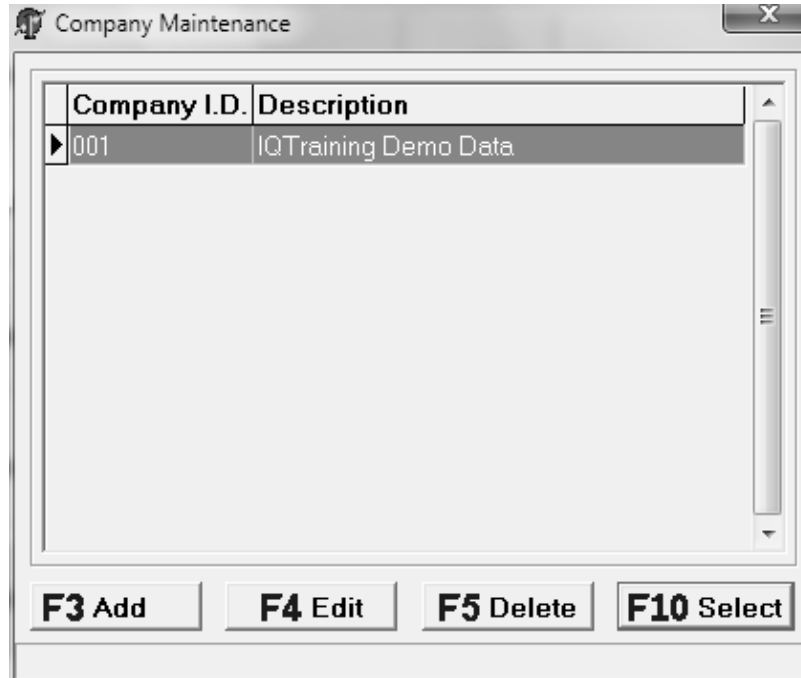 Company Maintenance
x
Company I.D. Description
001 IQTraining Demo Data
F3 Add F4 Edit F5 Delete F10 Select